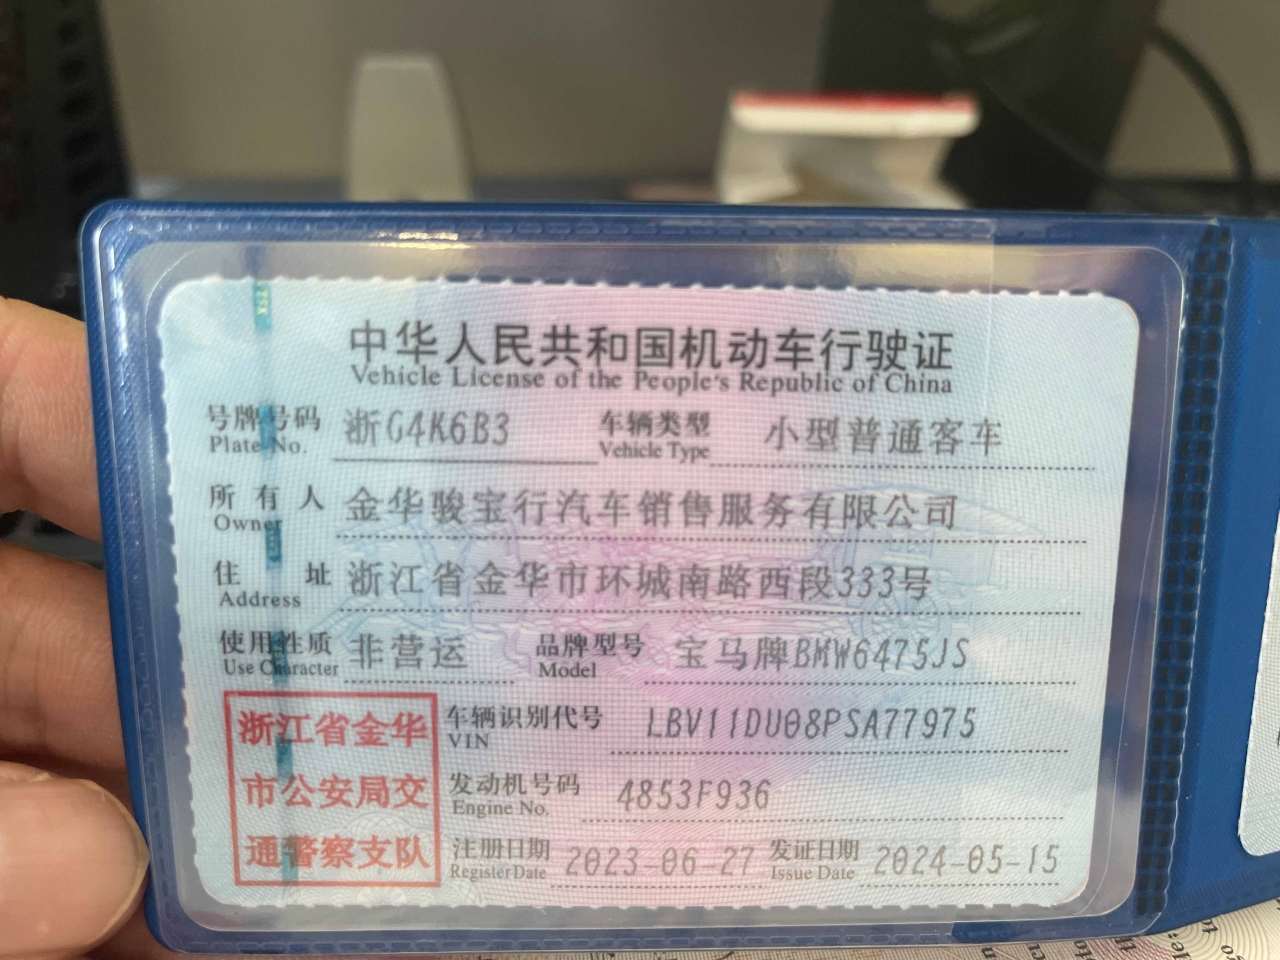 中华人民共和国机动车行驶证
Vehicle License of the People's Republic of China
号牌号码 浙G4K6B3 车辆类型 小型普通客车
Plate No. Vehicle Type
所有人 金华骏宝行汽车销售服务有限公司
Owner
住址 浙江省金华市环城南路西段333号
Address
使用性质 非营运 品牌型号 宝马牌BMW6475JS
Use Character Model
浙江省金华
市公安局交
通警察支队
车辆识别代号 LBV11DU08PSA77975
VIN
发动机号码 4853F936
Engine No.
注册日期 2023-06-27 发证日期 2024-05-15
Register Date Issue Date